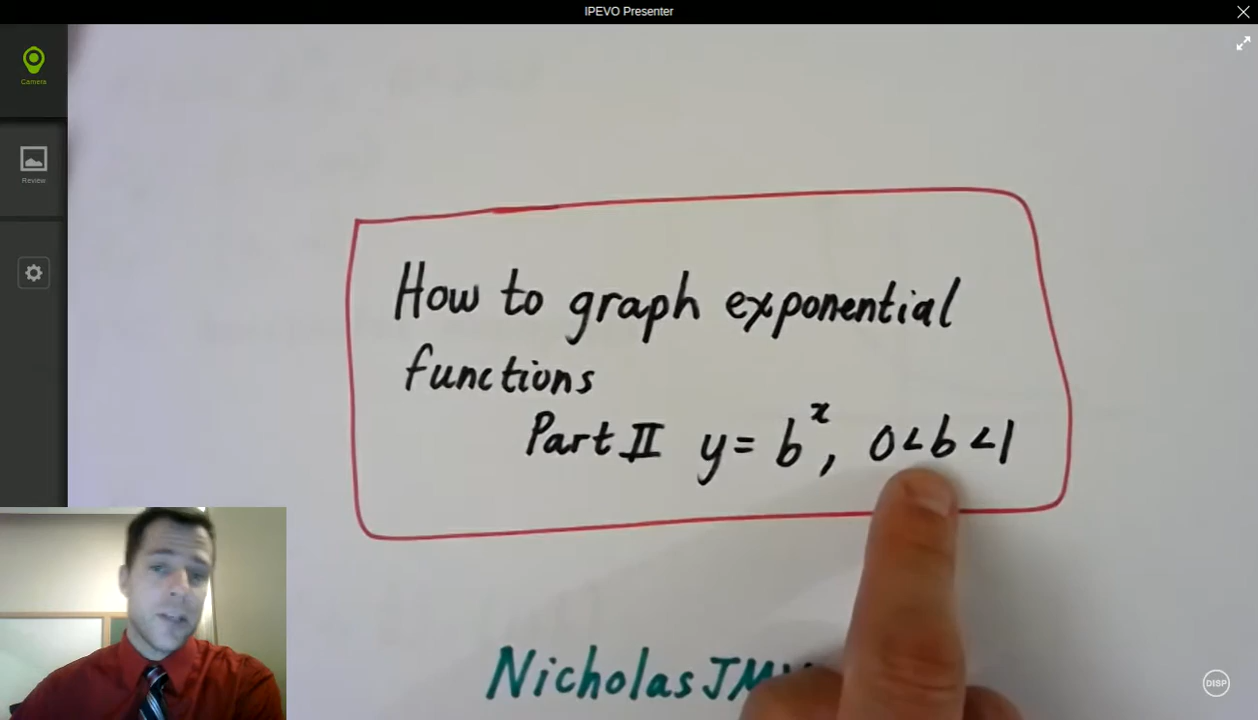 IPEVO Presenter
Camera
Review
How to graph exponential
functions
Part II y = b^x, 0<b<1
DISP